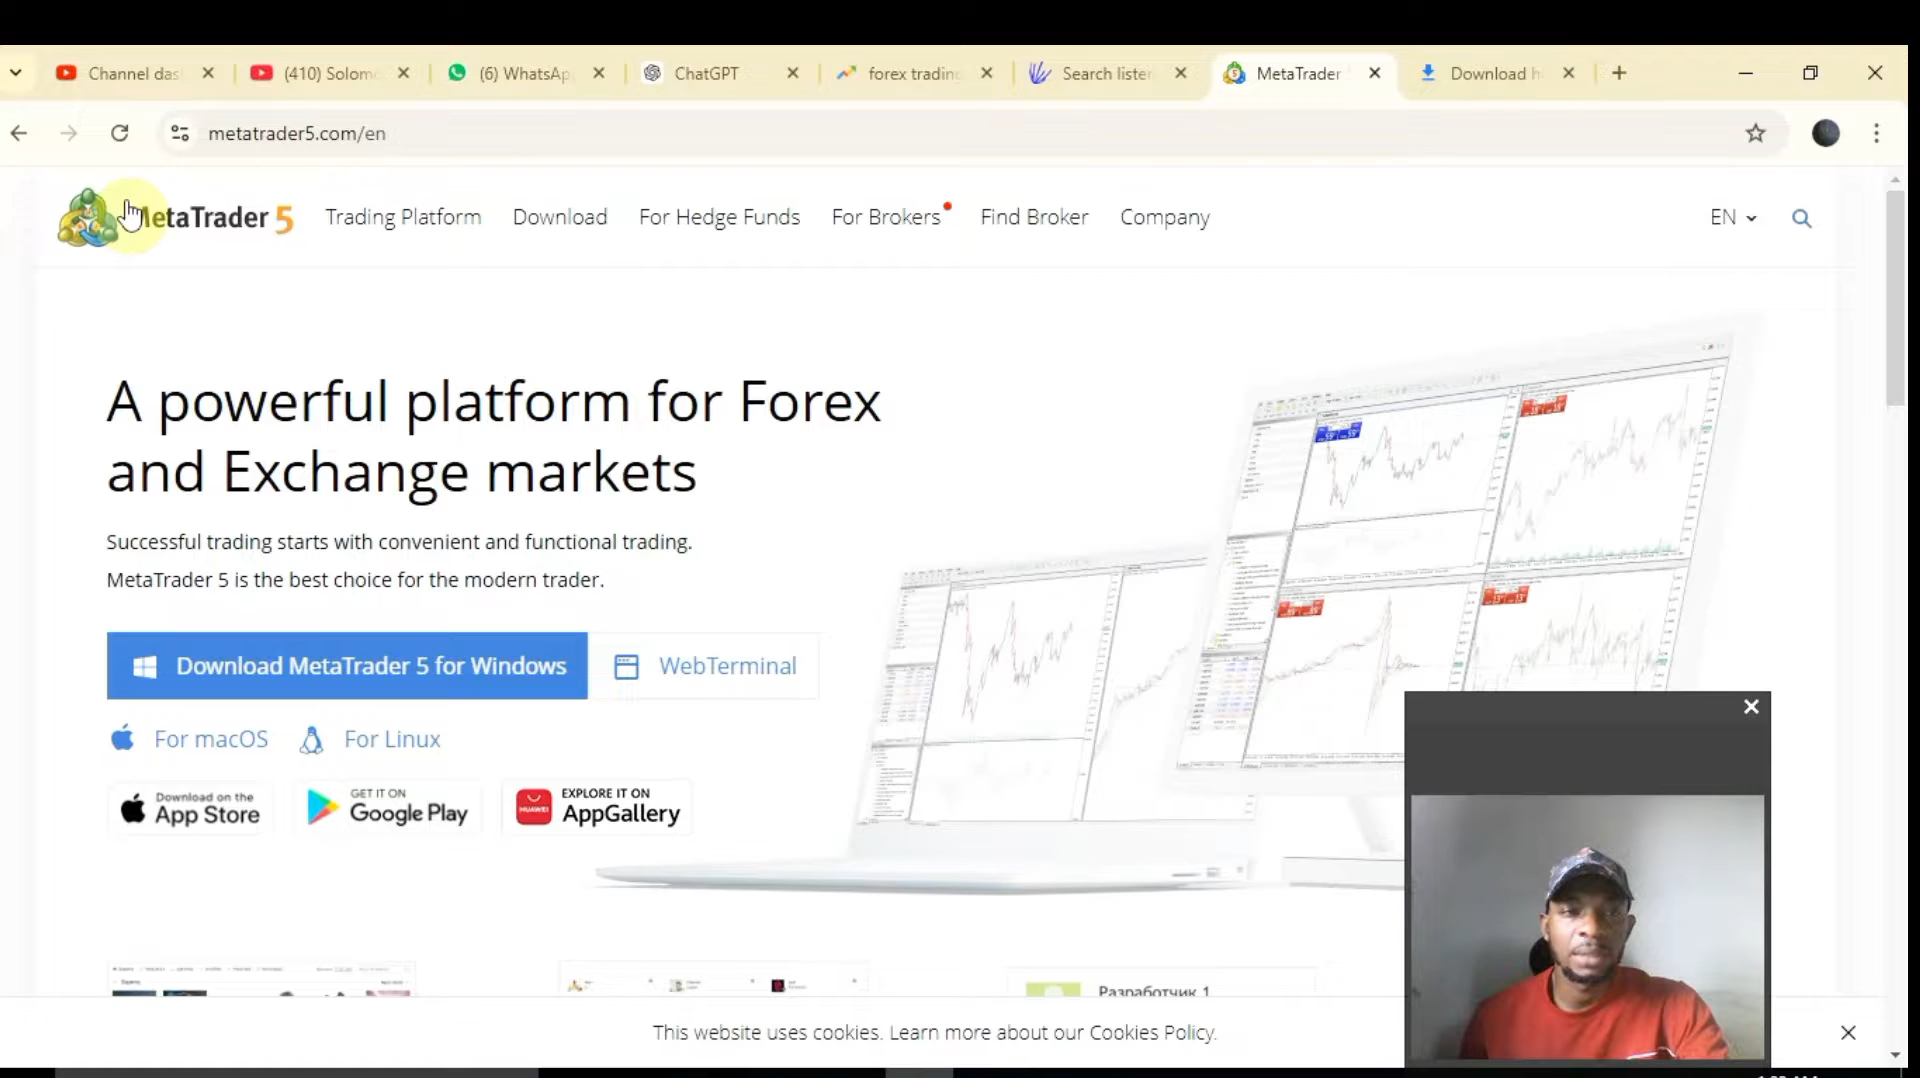 Channel das
(410) Solom
(6) WhatsAp
ChatGPT
forex trading
Search lister
MetaTrader 5
Download h
metatrader5.com/en
MetaTrader 5
Trading Platform
Download
For Hedge Funds
For Brokers
Find Broker
Company
EN
A powerful platform for Forex
and Exchange markets
Successful trading starts with convenient and functional trading.
MetaTrader 5 is the best choice for the modern trader.
Download MetaTrader 5 for Windows
WebTerminal
For macOS
For Linux
Download on the
App Store
GET IT ON
Google Play
HUAWEI
EXPLORE IT ON
AppGallery
Разработчик 1
This website uses cookies. Learn more about our Cookies Policy.